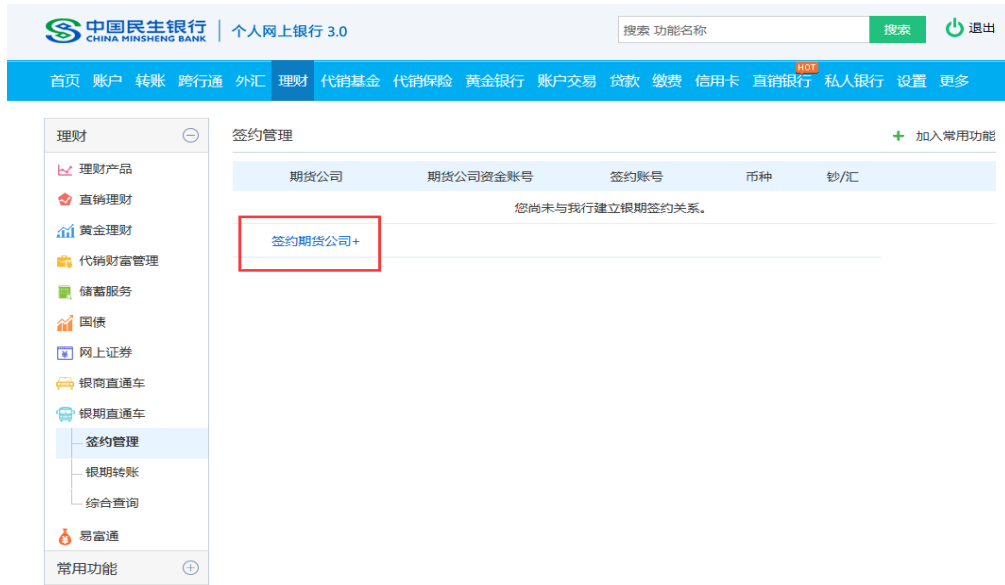 中国民生银行
CHINA MINSHENG BANK
个人网上银行 3.0
搜索 功能名称
搜索
退出
HOT
首页 账户 转账 跨行通 外汇 理财 代销基金 代销保险 黄金银行 账户交易 贷款 缴费 信用卡 直销银行 私人银行 设置 更多
理财
理财产品
直销理财
黄金理财
代销财富管理
储蓄服务
国债
网上证券
银商直通车
银期直通车
签约管理
银期转账
综合查询
易富通
常用功能
签约管理
+ 加入常用功能
期货公司 期货公司资金账号 签约账号 币种 钞/汇
您尚未与我行建立银期签约关系。
签约期货公司+